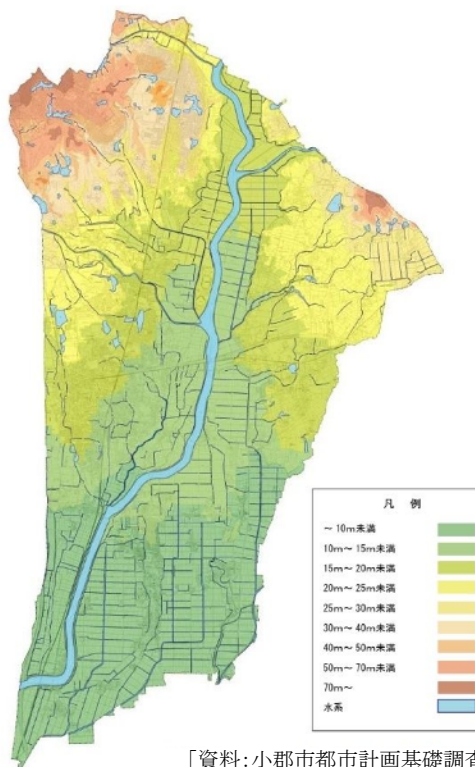 凡 例
～ 10m未満
10m～ 15m未満
15m～ 20m未満
20m～ 25m未満
25m～ 30m未満
30m～ 40m未満
40m～ 50m未満
50m～ 70m未満
70m～
水系
「資料:小郡市都市計画基礎調査